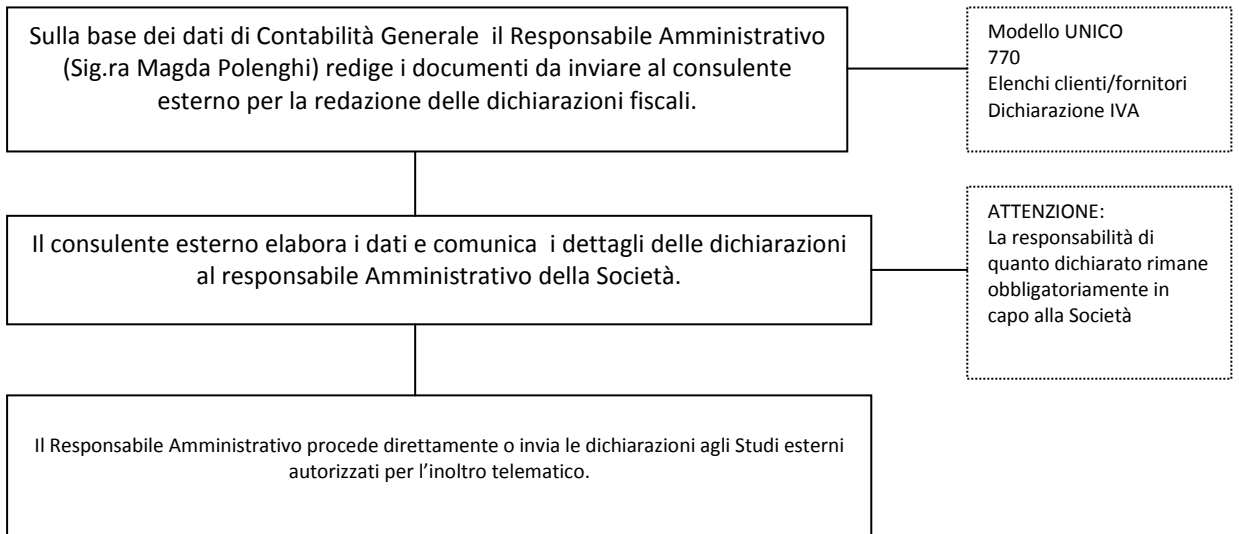 Sulla base dei dati di Contabilità Generale il Responsabile Amministrativo
(Sig.ra Magda Polenghi) redige i documenti da inviare al consulente
esterno per la redazione delle dichiarazioni fiscali.
Modello UNICO
770
Elenchi clienti/fornitori
Dichiarazione IVA
Il consulente esterno elabora i dati e comunica i dettagli delle dichiarazioni
al responsabile Amministrativo della Società.
ATTENZIONE:
La responsabilità di
quanto dichiarato rimane
obbligatoriamente in
capo alla Società
Il Responsabile Amministrativo procede direttamente o invia le dichiarazioni agli Studi esterni
autorizzati per l’inoltro telematico.